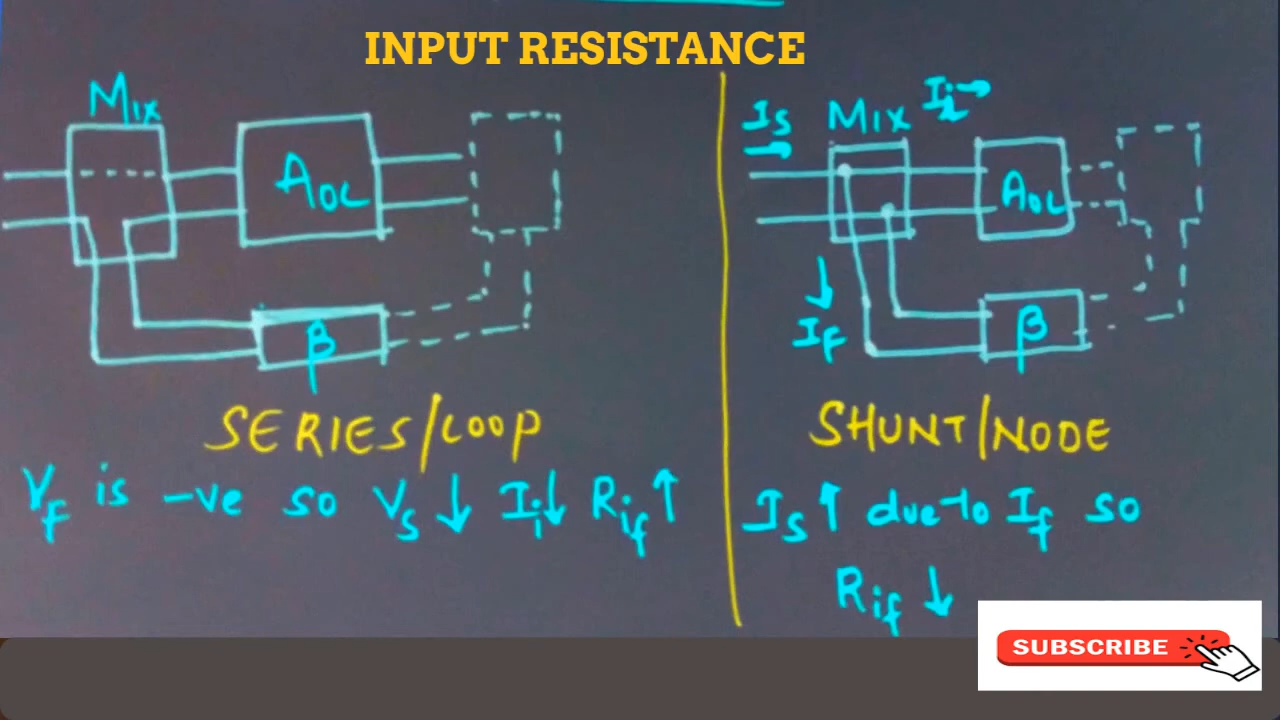 INPUT RESISTANCE
Mix
AOL
β
SERIES/LOOP
Vf is -ve so Vs ↓ Ii↓ Rif↑
Is
Mix
Ii
AOL
If
β
SHUNT/NODE
Is ↑ due to If so
Rif ↓
SUBSCRIBE